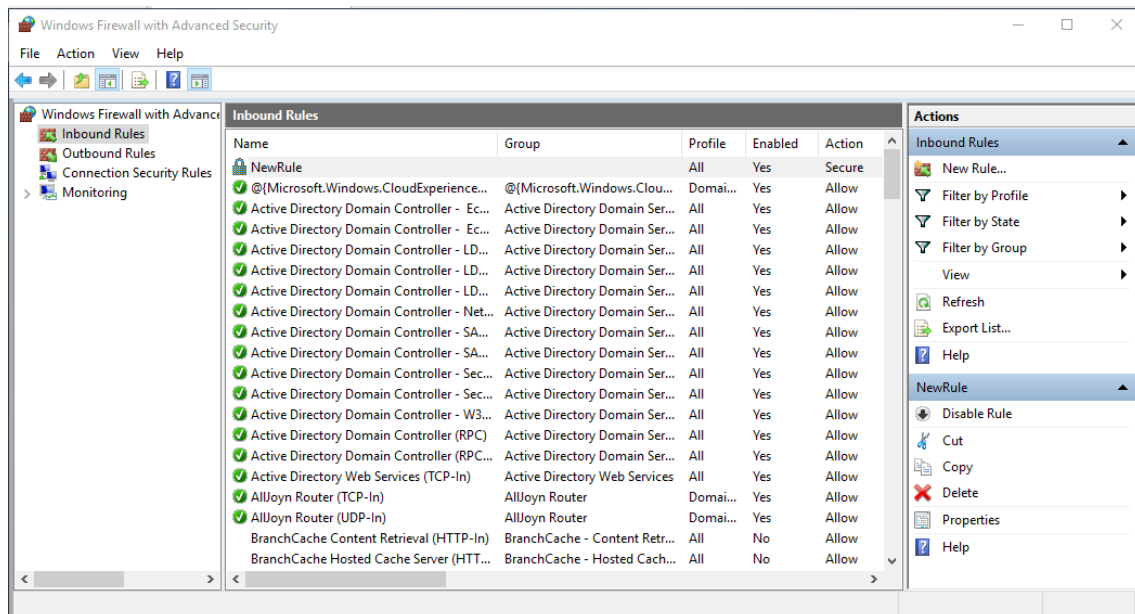 Windows Firewall with Advanced Security
File Action View Help
Windows Firewall with Advance
Inbound Rules
Outbound Rules
Connection Security Rules
Monitoring
Inbound Rules
Name Group Profile Enabled Action
NewRule All Yes Secure
@{Microsoft.Windows.CloudExperience... @{Microsoft.Windows.Clou... Domai... Yes Allow
Active Directory Domain Controller - Ec... Active Directory Domain Ser... All Yes Allow
Active Directory Domain Controller - Ec... Active Directory Domain Ser... All Yes Allow
Active Directory Domain Controller - LD... Active Directory Domain Ser... All Yes Allow
Active Directory Domain Controller - LD... Active Directory Domain Ser... All Yes Allow
Active Directory Domain Controller - LD... Active Directory Domain Ser... All Yes Allow
Active Directory Domain Controller - Net... Active Directory Domain Ser... All Yes Allow
Active Directory Domain Controller - SA... Active Directory Domain Ser... All Yes Allow
Active Directory Domain Controller - SA... Active Directory Domain Ser... All Yes Allow
Active Directory Domain Controller - Sec... Active Directory Domain Ser... All Yes Allow
Active Directory Domain Controller - Sec... Active Directory Domain Ser... All Yes Allow
Active Directory Domain Controller - W3... Active Directory Domain Ser... All Yes Allow
Active Directory Domain Controller (RPC) Active Directory Domain Ser... All Yes Allow
Active Directory Domain Controller (RPC... Active Directory Domain Ser... All Yes Allow
Active Directory Web Services (TCP-In) Active Directory Web Services All Yes Allow
AllJoyn Router (TCP-In) AllJoyn Router Domai... Yes Allow
AllJoyn Router (UDP-In) AllJoyn Router Domai... Yes Allow
BranchCache Content Retrieval (HTTP-In) BranchCache - Content Retr... All No Allow
BranchCache Hosted Cache Server (HTT... BranchCache - Hosted Cach... All No Allow
Actions
Inbound Rules
New Rule...
Filter by Profile
Filter by State
Filter by Group
View
Refresh
Export List...
Help
NewRule
Disable Rule
Cut
Copy
Delete
Properties
Help